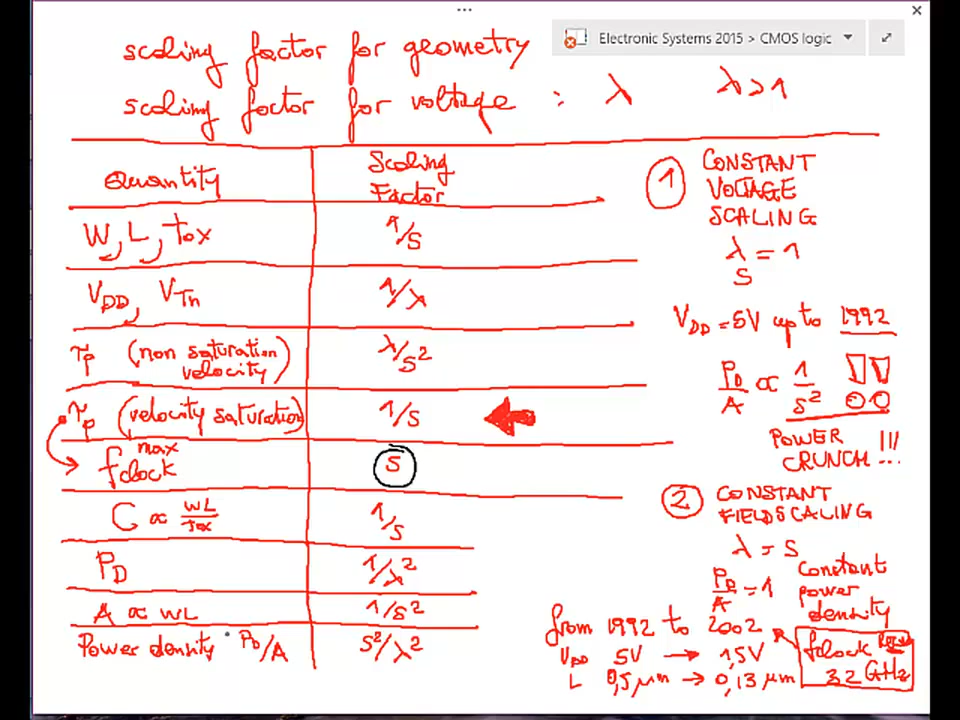 Electronic Systems 2015 > CMOS logic
scaling factor for geometry
scaling factor for voltage : λ λ>1
Quantity Scaling Factor
W, L, tox 1/S
VDD, VTn 1/λ
τp (non saturation velocity) λ/S²
τp (velocity saturation) 1/S
fclock max S
C ∝ WL/tox 1/S
PD 1/λ²
A ∝ WL 1/S²
Power density PD/A S²/λ²
1 CONSTANT
VOLTAGE
SCALING
λ = 1
S
VDD = 5V up to 1992
PD/A ∝ 1/S² !!
POWER
CRUNCH !!!
2 CONSTANT
FIELD SCALING
λ = S
PD/A = 1 constant
power
density
from 1992 to 2002
VDD 5V → 1,5V
L 0,5μm → 0,13μm
fclock
3.2 GHz